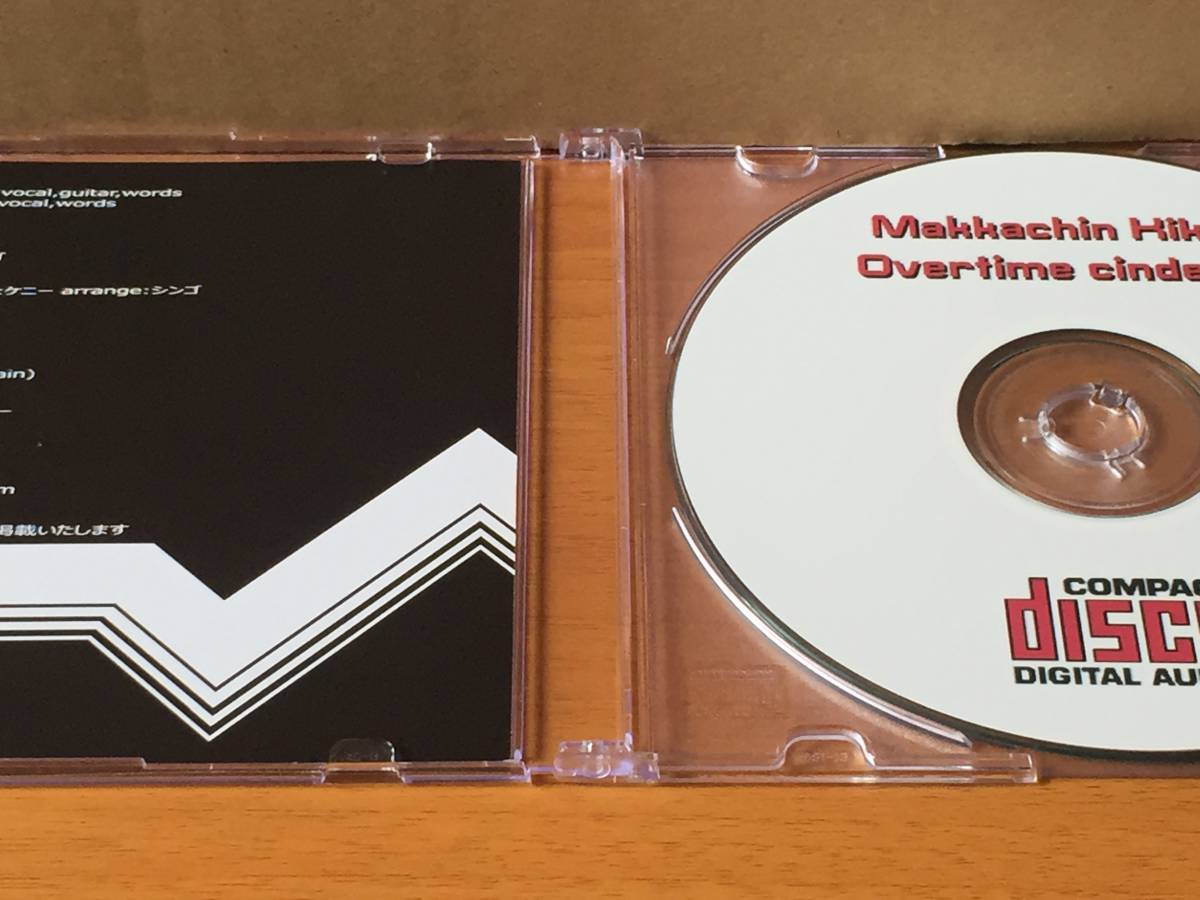 vocal,guitar,words
vocal,words
ケニー arrange:シンゴ
掲載いたします
Makkachin Kik
Overtime cinde
COMPAC
disc
DIGITAL AU